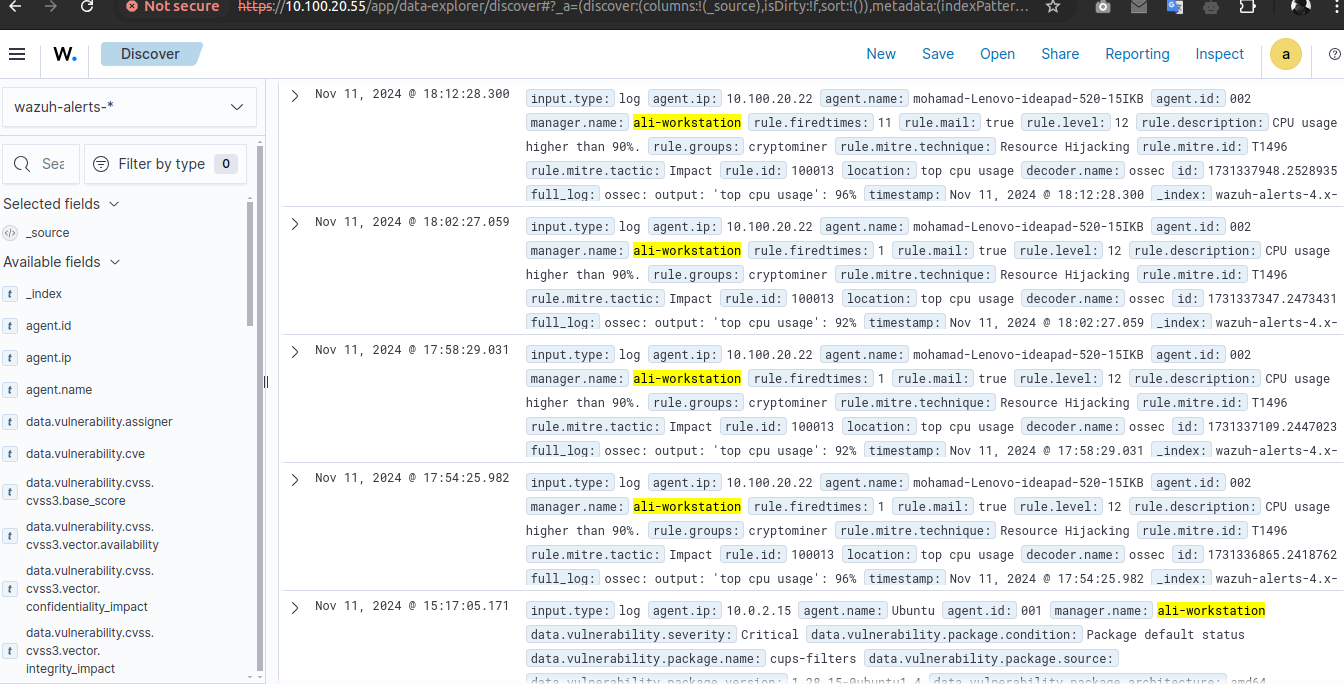 Not secure https://10.100.20.55/app/data-explorer/discover#?_a=(discover:(columns:!(_source),isDirty:!f,sort:!()),metadata:(indexPatter...
W. Discover New Save Open Share Reporting Inspect a
wazuh-alerts-*
Sea Filter by type 0
Selected fields
_source
Available fields
_index
agent.id
agent.ip
agent.name
data.vulnerability.assigner
data.vulnerability.cve
data.vulnerability.cvss.
cvss3.base_score
data.vulnerability.cvss.
cvss3.vector.availability
data.vulnerability.cvss.
cvss3.vector.
confidentiality_impact
data.vulnerability.cvss.
cvss3.vector.
integrity_impact
Nov 11, 2024 @ 18:12:28.300 input.type: log agent.ip: 10.100.20.22 agent.name: mohamad-Lenovo-ideapad-520-15IKB agent.id: 002
manager.name: ali-workstation rule.firedtimes: 11 rule.mail: true rule.level: 12 rule.description: CPU usage
higher than 90%. rule.groups: cryptominer rule.mitre.technique: Resource Hijacking rule.mitre.id: T1496
rule.mitre.tactic: Impact rule.id: 100013 location: top cpu usage decoder.name: ossec id: 1731337948.2528935
full_log: ossec: output: 'top cpu usage': 96% timestamp: Nov 11, 2024 @ 18:12:28.300 _index: wazuh-alerts-4.x-
Nov 11, 2024 @ 18:02:27.059 input.type: log agent.ip: 10.100.20.22 agent.name: mohamad-Lenovo-ideapad-520-15IKB agent.id: 002
manager.name: ali-workstation rule.firedtimes: 1 rule.mail: true rule.level: 12 rule.description: CPU usage
higher than 90%. rule.groups: cryptominer rule.mitre.technique: Resource Hijacking rule.mitre.id: T1496
rule.mitre.tactic: Impact rule.id: 100013 location: top cpu usage decoder.name: ossec id: 1731337347.2473431
full_log: ossec: output: 'top cpu usage': 92% timestamp: Nov 11, 2024 @ 18:02:27.059 _index: wazuh-alerts-4.x-
Nov 11, 2024 @ 17:58:29.031 input.type: log agent.ip: 10.100.20.22 agent.name: mohamad-Lenovo-ideapad-520-15IKB agent.id: 002
manager.name: ali-workstation rule.firedtimes: 1 rule.mail: true rule.level: 12 rule.description: CPU usage
higher than 90%. rule.groups: cryptominer rule.mitre.technique: Resource Hijacking rule.mitre.id: T1496
rule.mitre.tactic: Impact rule.id: 100013 location: top cpu usage decoder.name: ossec id: 1731337109.2447023
full_log: ossec: output: 'top cpu usage': 92% timestamp: Nov 11, 2024 @ 17:58:29.031 _index: wazuh-alerts-4.x-
Nov 11, 2024 @ 17:54:25.982 input.type: log agent.ip: 10.100.20.22 agent.name: mohamad-Lenovo-ideapad-520-15IKB agent.id: 002
manager.name: ali-workstation rule.firedtimes: 1 rule.mail: true rule.level: 12 rule.description: CPU usage
higher than 90%. rule.groups: cryptominer rule.mitre.technique: Resource Hijacking rule.mitre.id: T1496
rule.mitre.tactic: Impact rule.id: 100013 location: top cpu usage decoder.name: ossec id: 1731336865.2418762
full_log: ossec: output: 'top cpu usage': 96% timestamp: Nov 11, 2024 @ 17:54:25.982 _index: wazuh-alerts-4.x-
Nov 11, 2024 @ 15:17:05.171 input.type: log agent.ip: 10.0.2.15 agent.name: Ubuntu agent.id: 001 manager.name: ali-workstation
data.vulnerability.severity: Critical data.vulnerability.package.condition: Package default status
data.vulnerability.package.name: cups-filters data.vulnerability.package.source:
data.vulnerability.package.version: 1.28.15-0ubuntu1.4 data.vulnerability.package.architecture: amd64